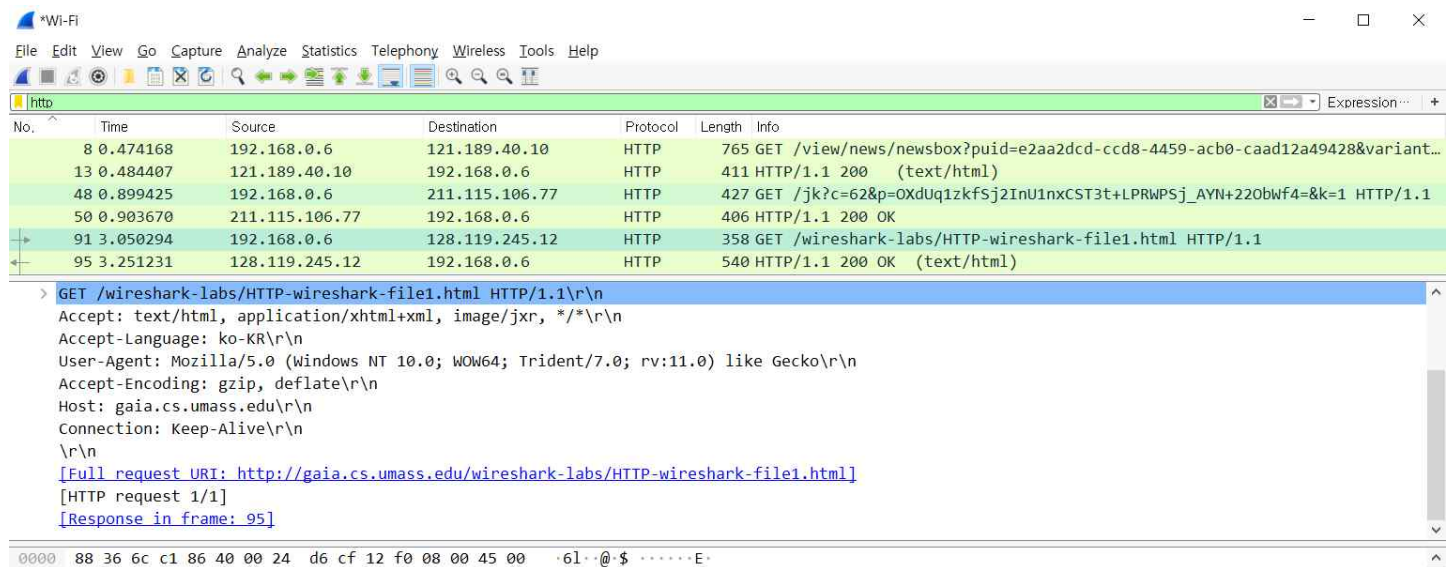 *Wi-Fi
File Edit View Go Capture Analyze Statistics Telephony Wireless Tools Help
http Expression… +
No. Time Source Destination Protocol Length Info
8 0.474168 192.168.0.6 121.189.40.10 HTTP 765 GET /view/news/newsbox?puid=e2aa2dcd-ccd8-4459-acb0-caad12a49428&variant…
13 0.484407 121.189.40.10 192.168.0.6 HTTP 411 HTTP/1.1 200 (text/html)
48 0.899425 192.168.0.6 211.115.106.77 HTTP 427 GET /jk?c=62&p=OXdUq1zkfSj2InU1nxCST3t+LPRWPSj_AYN+22ObWf4=&k=1 HTTP/1.1
50 0.903670 211.115.106.77 192.168.0.6 HTTP 406 HTTP/1.1 200 OK
91 3.050294 192.168.0.6 128.119.245.12 HTTP 358 GET /wireshark-labs/HTTP-wireshark-file1.html HTTP/1.1
95 3.251231 128.119.245.12 192.168.0.6 HTTP 540 HTTP/1.1 200 OK (text/html)
GET /wireshark-labs/HTTP-wireshark-file1.html HTTP/1.1\r\n
Accept: text/html, application/xhtml+xml, image/jxr, */*\r\n
Accept-Language: ko-KR\r\n
User-Agent: Mozilla/5.0 (Windows NT 10.0; WOW64; Trident/7.0; rv:11.0) like Gecko\r\n
Accept-Encoding: gzip, deflate\r\n
Host: gaia.cs.umass.edu\r\n
Connection: Keep-Alive\r\n
\r\n
[Full request URI: http://gaia.cs.umass.edu/wireshark-labs/HTTP-wireshark-file1.html]
[HTTP request 1/1]
[Response in frame: 95]
0000 88 36 6c c1 86 40 00 24 d6 cf 12 f0 08 00 45 00 ·6l··@·$ ······E·